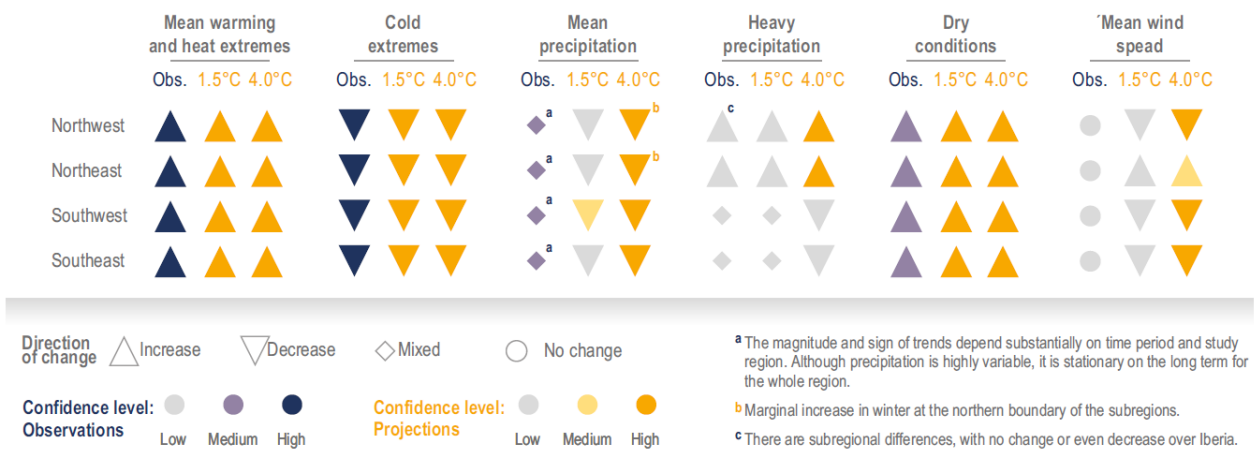 Mean warming and heat extremes
Cold extremes
Mean precipitation
Heavy precipitation
Dry conditions
´Mean wind spead
Obs. 1.5°C 4.0°C
Obs. 1.5°C 4.0°C
Obs. 1.5°C 4.0°C
Obs. 1.5°C 4.0°C
Obs. 1.5°C 4.0°C
Obs. 1.5°C 4.0°C
Northwest a b c
Northeast a b
Southwest a
Southeast a
Direction of change
Increase
Decrease
Mixed
No change
Confidence level: Observations
Low Medium High
Confidence level: Projections
Low Medium High
a The magnitude and sign of trends depend substantially on time period and study
region. Although precipitation is highly variable, it is stationary on the long term for
the whole region.
b Marginal increase in winter at the northern boundary of the subregions.
c There are subregional differences, with no change or even decrease over Iberia.